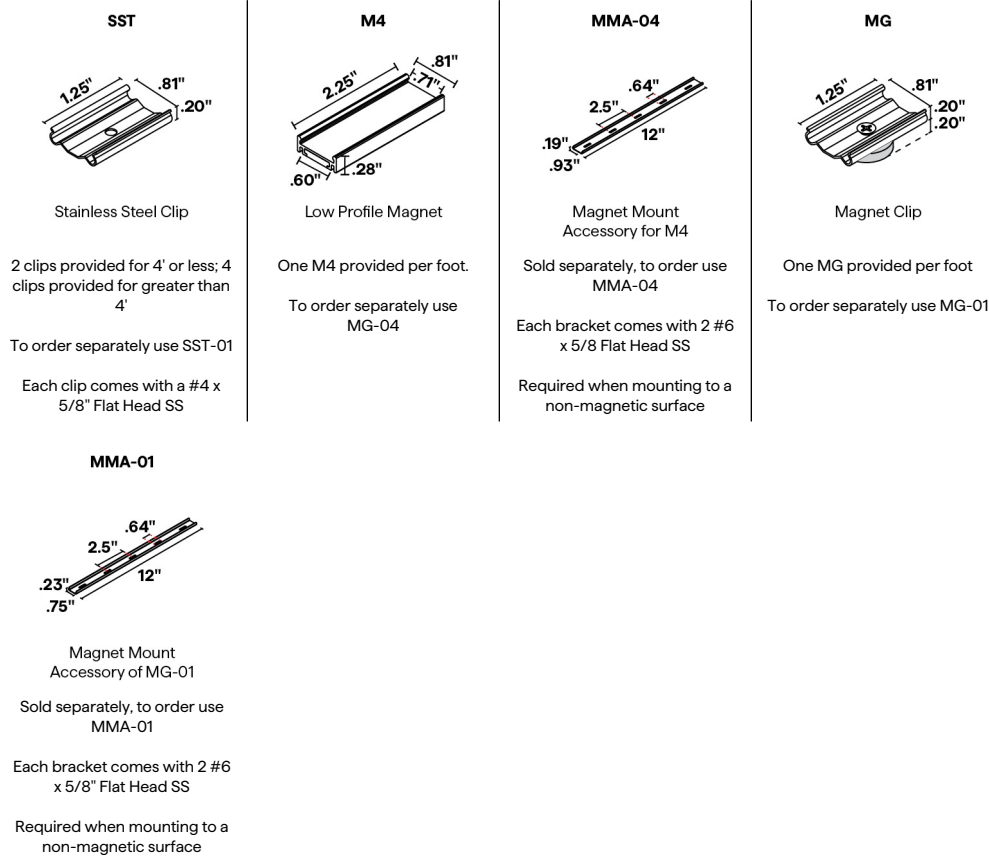 SST
1.25"
.81"
.20"
Stainless Steel Clip
2 clips provided for 4' or less; 4
clips provided for greater than
4'
To order separately use SST-01
Each clip comes with a #4 x
5/8" Flat Head SS
M4
2.25"
.81"
.71"
.60"
.28"
Low Profile Magnet
One M4 provided per foot.
To order separately use
MG-04
MMA-04
.64"
2.5"
12"
.19"
.93"
Magnet Mount
Accessory for M4
Sold separately, to order use
MMA-04
Each bracket comes with 2 #6
x 5/8 Flat Head SS
Required when mounting to a
non-magnetic surface
MG
1.25"
.81"
.20"
.20"
Magnet Clip
One MG provided per foot
To order separately use MG-01
MMA-01
.64"
2.5"
12"
.23"
.75"
Magnet Mount
Accessory of MG-01
Sold separately, to order use
MMA-01
Each bracket comes with 2 #6
x 5/8" Flat Head SS
Required when mounting to a
non-magnetic surface